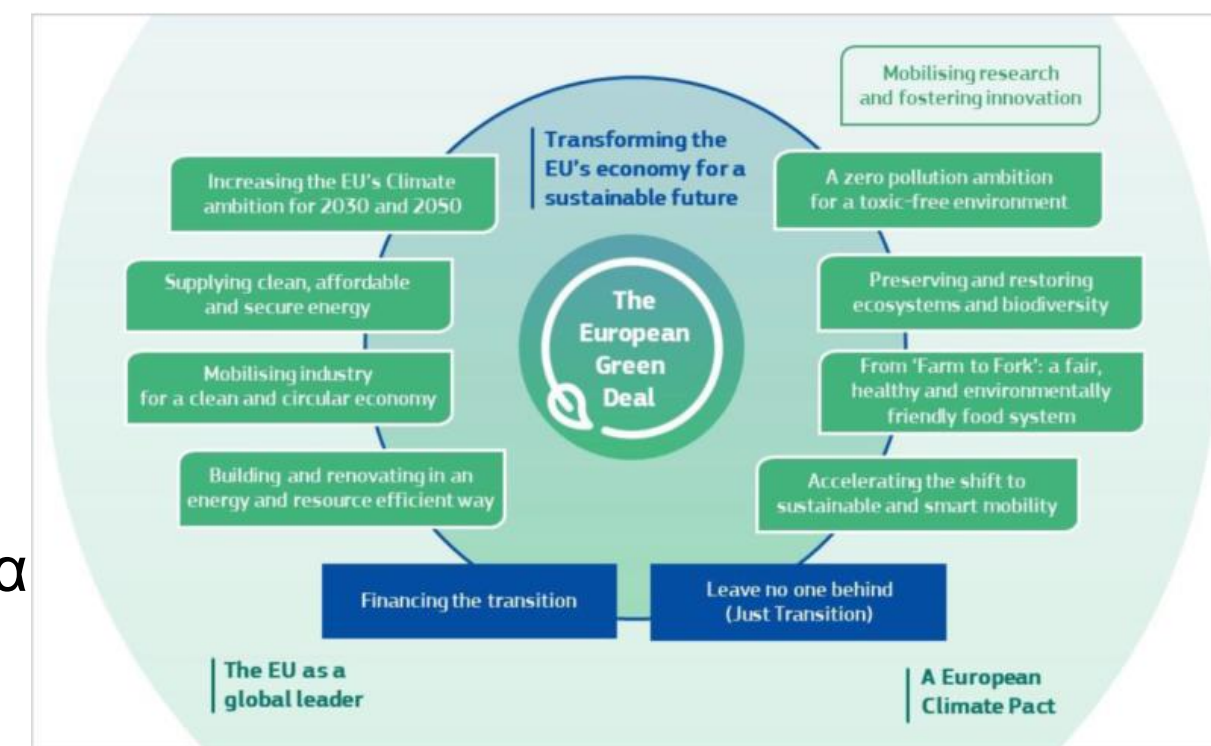 Mobilising research
and fostering innovation
Transforming the
EU's economy for a
sustainable future
Increasing the EU's Climate
ambition for 2030 and 2050
A zero pollution ambition
for a toxic-free environment
Supplying clean, affordable
and secure energy
Preserving and restoring
ecosystems and biodiversity
The
European
Green
Deal
Mobilising industry
for a clean and circular economy
From 'Farm to Fork': a fair,
healthy and environmentally
friendly food system
Building and renovating in an
energy and resource efficient way
Accelerating the shift to
sustainable and smart mobility
α
Financing the transition
Leave no one behind
(Just Transition)
The EU as a
global leader
A European
Climate Pact